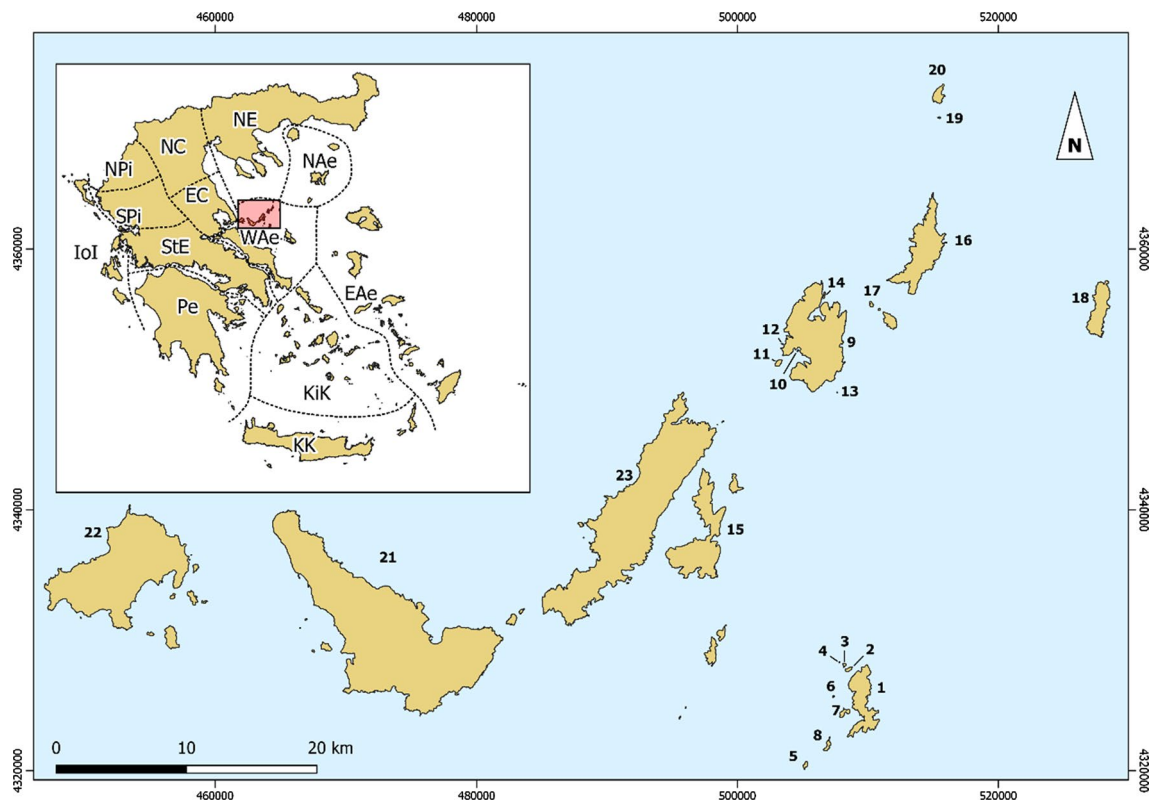 460000 480000 500000 520000
20
19
N
NE
NC
NAe
NPi
EC
SPi
WAe
StE
IoI
EAe
Pe
KiK
KK
4360000 4360000
16
14
17
18
12
9
11
10
13
23
15
4340000 4340000
22
21
3
4 2
1
6
7
8
5
0 10 20 km
4320000 4320000
460000 480000 500000 520000